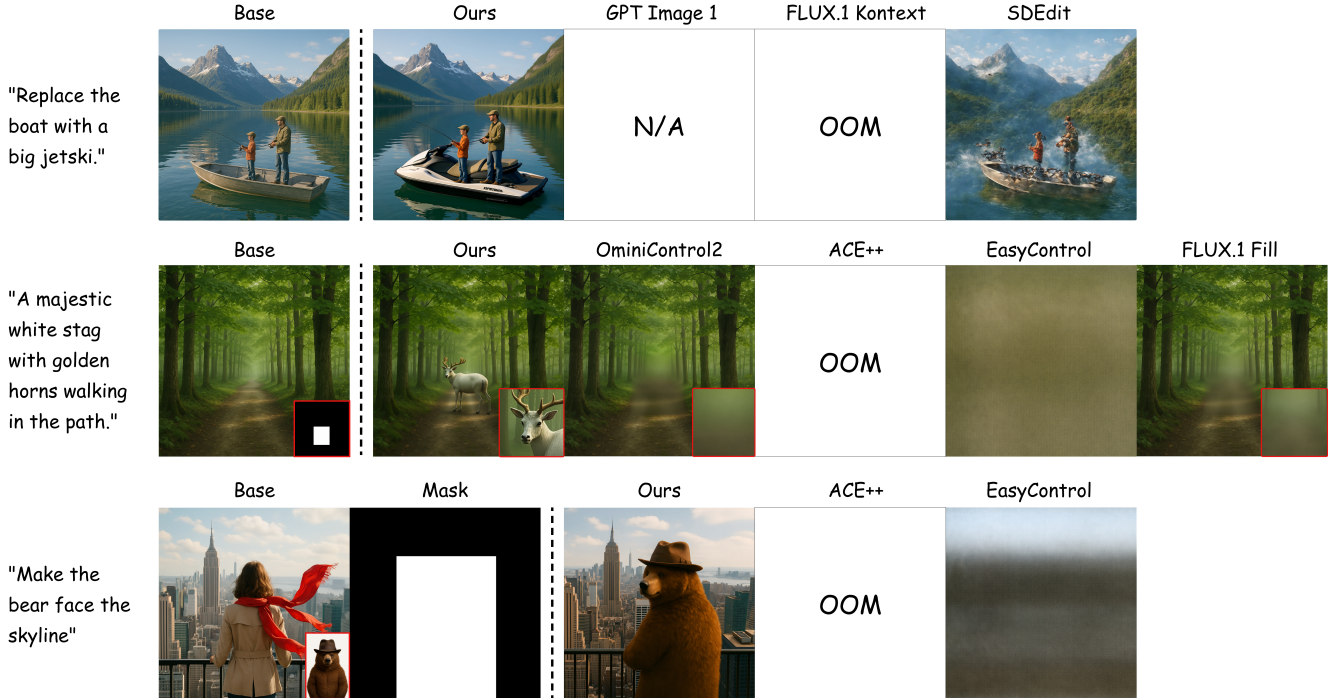 Base Ours GPT Image 1 FLUX.1 Kontext SDEdit
"Replace the
boat with a
big jetski."
N/A OOM
Base Ours OminiControl2 ACE++ EasyControl FLUX.1 Fill
"A majestic
white stag
with golden
horns walking
in the path."
OOM
Base Mask Ours ACE++ EasyControl
"Make the
bear face the
skyline"
OOM